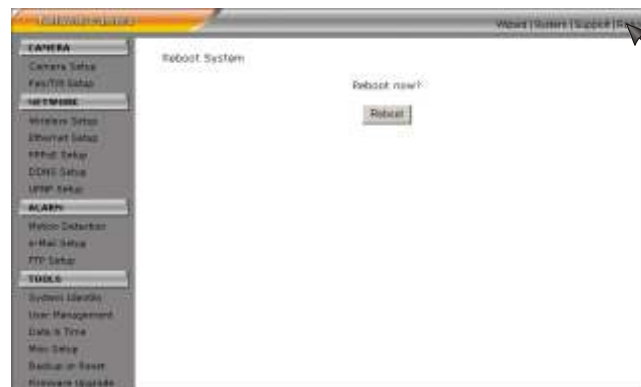 Wizard | System | Support |
CAMERA
Camera Setup
Pan/Tilt Setup
NETWORK
Wireless Setup
Ethernet Setup
PPPoE Setup
DDNS Setup
UPNP Setup
ALARM
Motion Detection
e-Mail Setup
FTP Setup
TOOLS
System Identity
User Management
Date & Time
Misc Setup
Backup or Reset
Firmware Upgrade
Reboot System
Reboot now?
Reboot